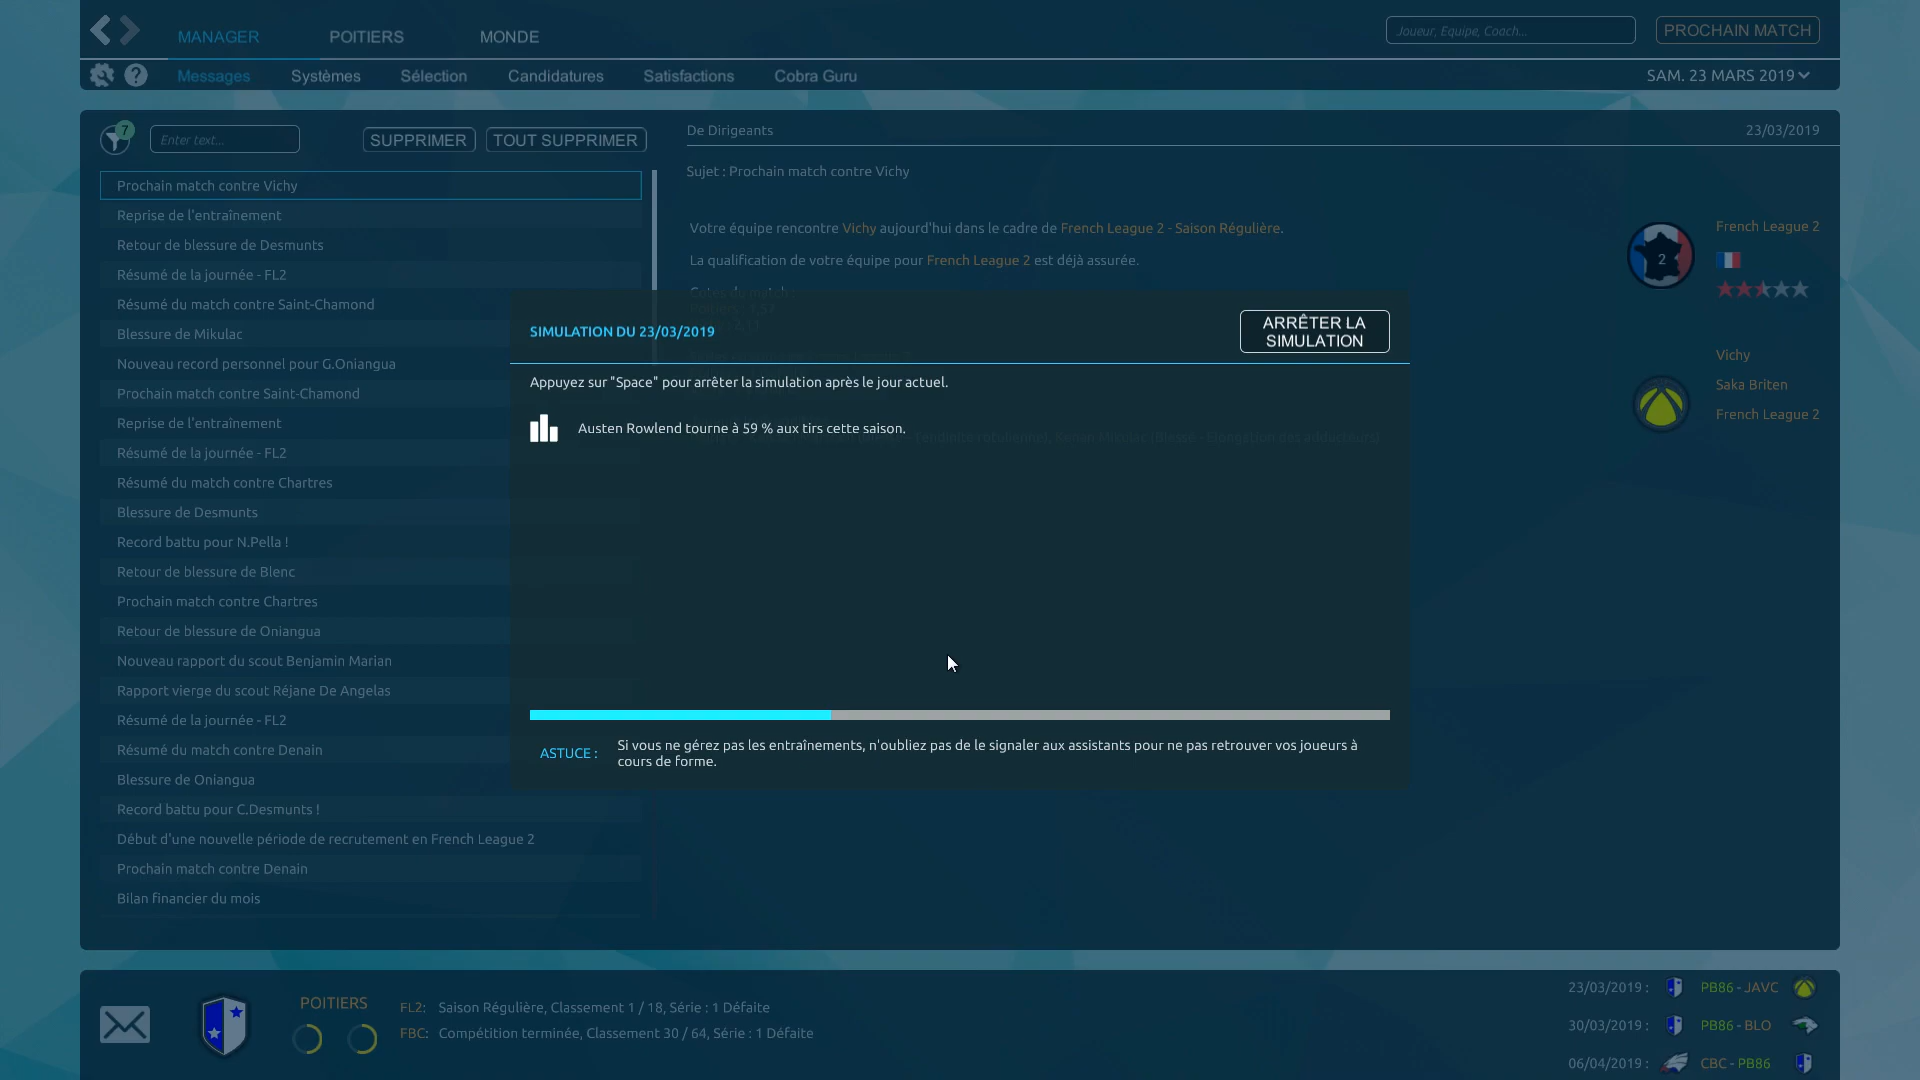 MANAGER POITIERS MONDE
Joueur, Equipe, Coach... PROCHAIN MATCH
Messages Systèmes Sélection Candidatures Satisfactions Cobra Guru
SAM. 23 MARS 2019
7
Enter text... SUPPRIMER TOUT SUPPRIMER
Prochain match contre Vichy
Reprise de l'entraînement
Retour de blessure de Desmunts
Résumé de la journée - FL2
Résumé du match contre Saint-Chamond
Blessure de Mikulac
Nouveau record personnel pour G.Oniangua
Prochain match contre Saint-Chamond
Reprise de l'entraînement
Résumé de la journée - FL2
Résumé du match contre Chartres
Blessure de Desmunts
Record battu pour N.Pella !
Retour de blessure de Blenc
Prochain match contre Chartres
Retour de blessure de Oniangua
Nouveau rapport du scout Benjamin Marian
Rapport vierge du scout Réjane De Angelas
Résumé de la journée - FL2
Résumé du match contre Denain
Blessure de Oniangua
Record battu pour C.Desmunts !
Début d'une nouvelle période de recrutement en French League 2
Prochain match contre Denain
Bilan financier du mois
De Dirigeants 23/03/2019
Sujet : Prochain match contre Vichy
Votre équipe rencontre Vichy aujourd'hui dans le cadre de French League 2 - Saison Régulière.
La qualification de votre équipe pour French League 2 est déjà assurée.
Cotes du match :
French League 2
2
Vichy
Saka Briten
French League 2
SIMULATION DU 23/03/2019
ARRÊTER LA
SIMULATION
Appuyez sur "Space" pour arrêter la simulation après le jour actuel.
Austen Rowlend tourne à 59 % aux tirs cette saison.
ASTUCE :
Si vous ne gérez pas les entraînements, n'oubliez pas de le signaler aux assistants pour ne pas retrouver vos joueurs à
cours de forme.
POITIERS
FL2: Saison Régulière, Classement 1 / 18, Série : 1 Défaite
FBC: Compétition terminée, Classement 30 / 64, Série : 1 Défaite
23/03/2019 : PB86 - JAVC
30/03/2019 : PB86 - BLO
06/04/2019 : CBC - PB86